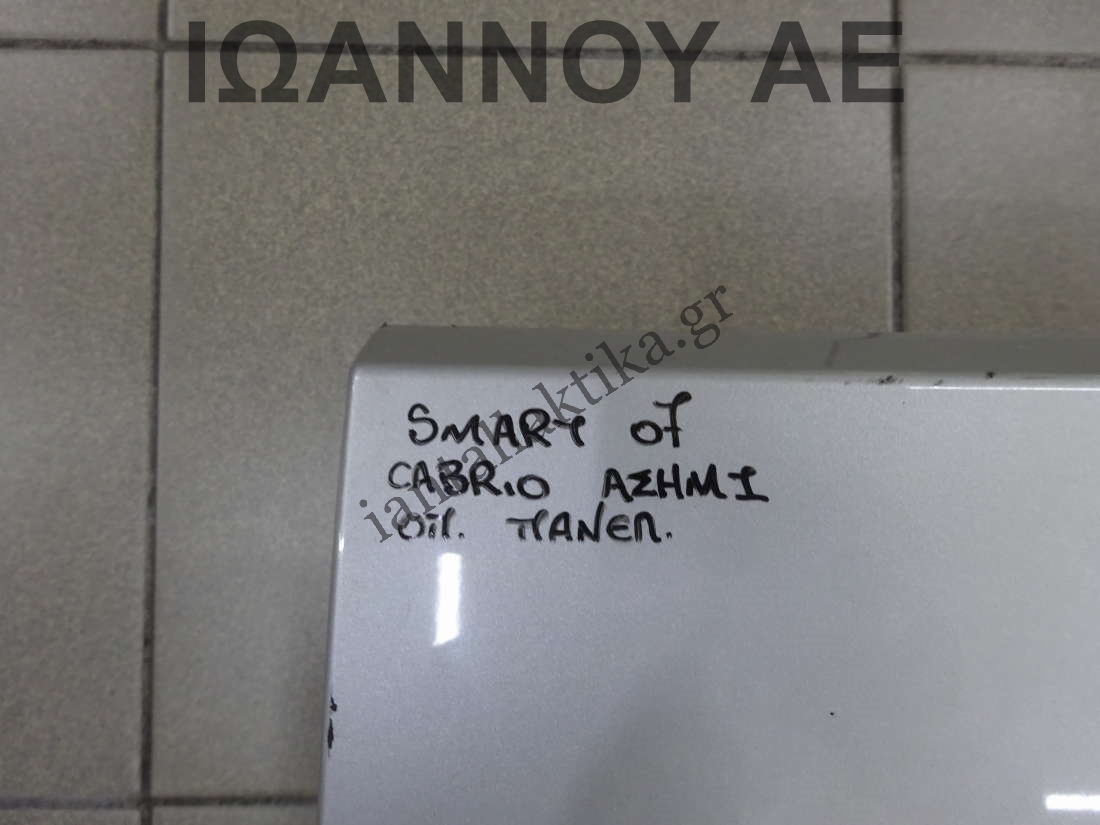 ΙΩΑΝΝΟΥ ΑΕ
iantallaktika.gr
SMART 07
CABRIO ΑΣΗΜΙ
ΟΠ. ΠΑΝΕΛ.